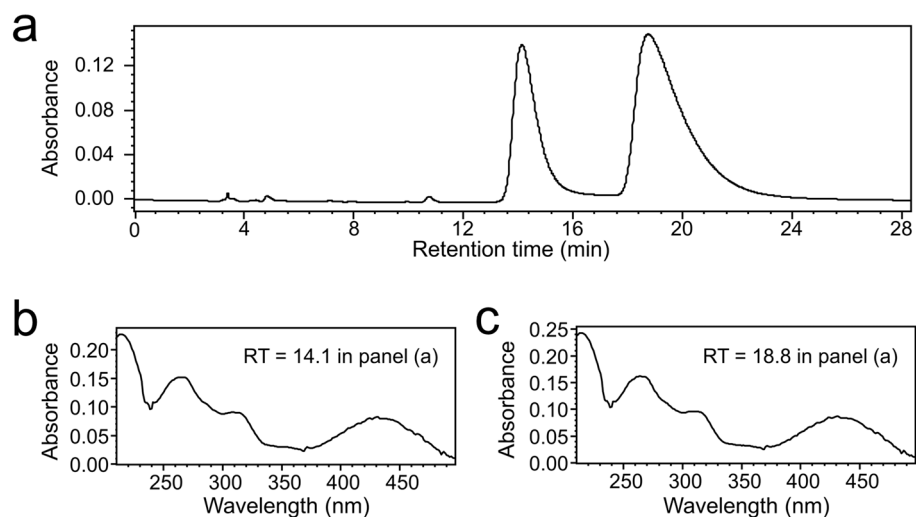 a
Absorbance
0.12
0.08
0.04
0.00
0 4 8 12 16 20 24 28
Retention time (min)
b
Absorbance
0.20
0.15
0.10
0.05
0.00
RT = 14.1 in panel (a)
250 300 350 400 450
Wavelength (nm)
c
Absorbance
0.25
0.20
0.15
0.10
0.05
0.00
RT = 18.8 in panel (a)
250 300 350 400 450
Wavelength (nm)